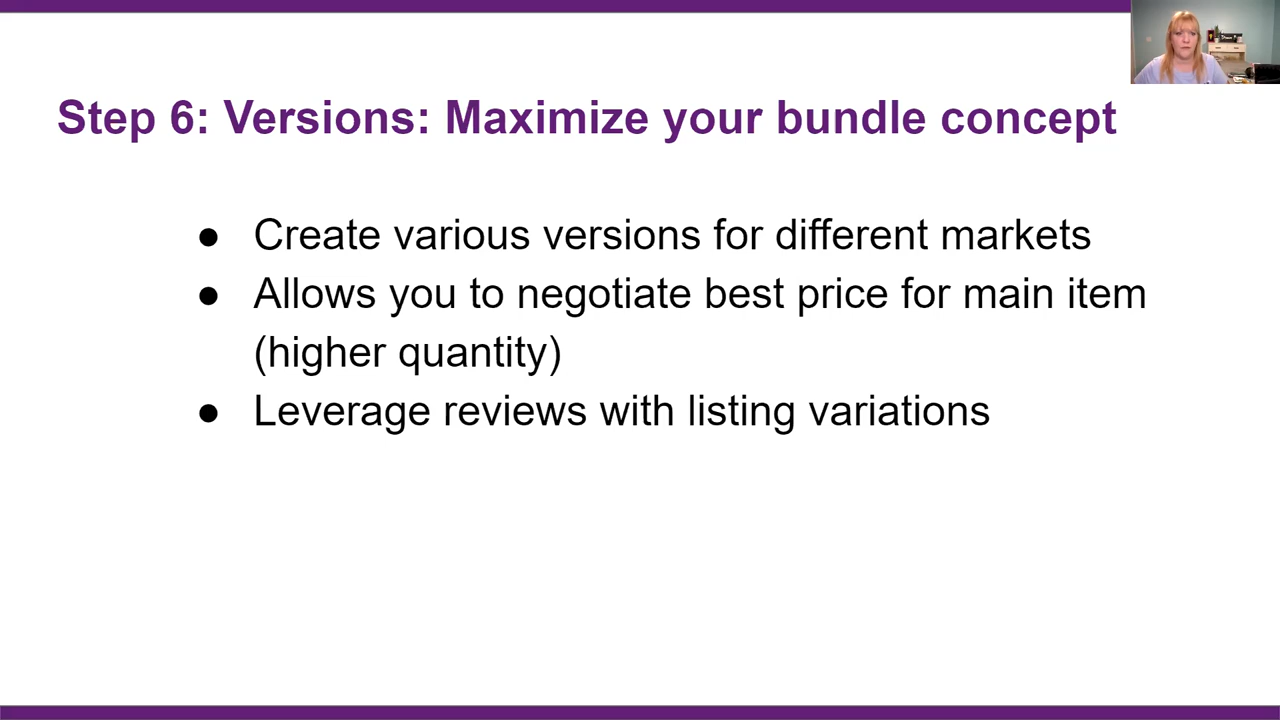 Step 6: Versions: Maximize your bundle concept
● Create various versions for different markets
● Allows you to negotiate best price for main item
(higher quantity)
● Leverage reviews with listing variations